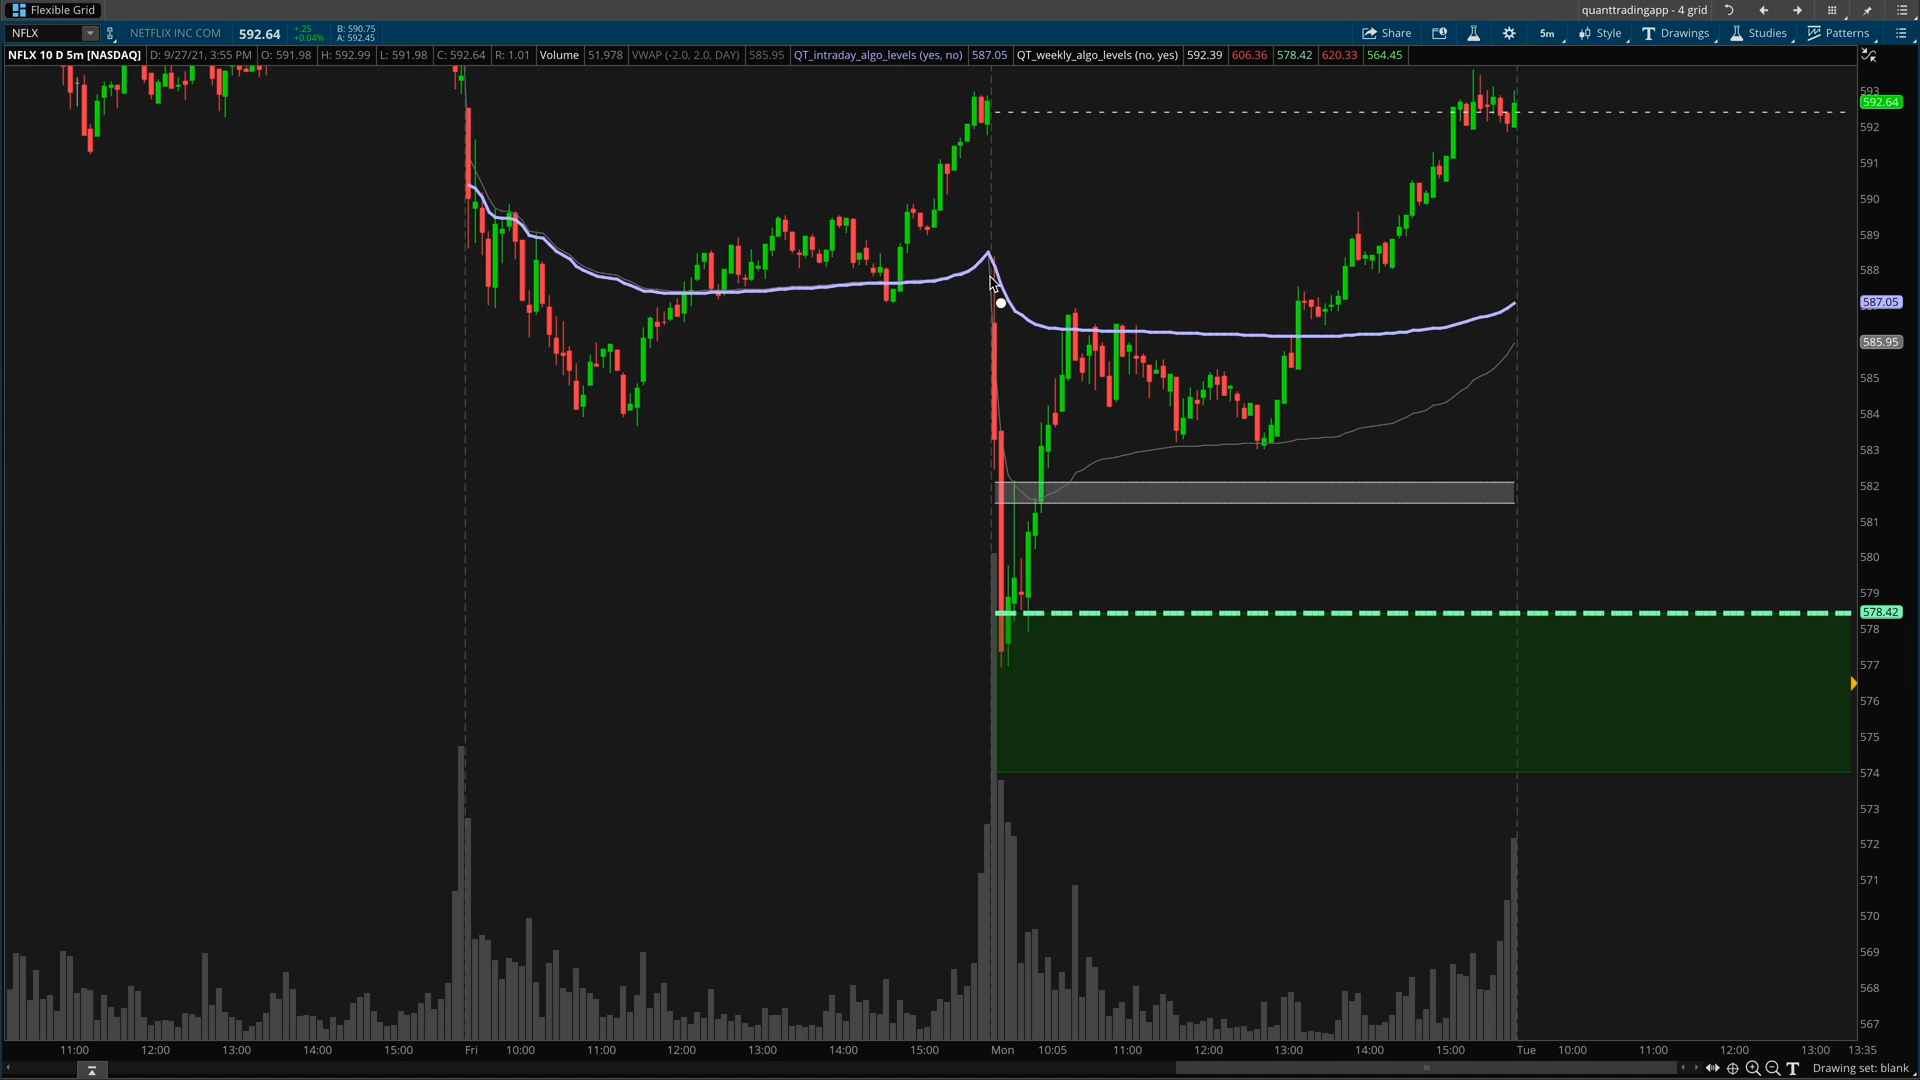 Flexible Grid
quanttradingapp - 4 grid
NFLX
NETFLIX INC COM
592.64
+.25
+0.04%
B: 590.75
A: 592.45
Share
5m
Style
Drawings
Studies
Patterns
NFLX 10 D 5m [NASDAQ]
D: 9/27/21, 3:55 PM
O: 591.98
H: 592.99
L: 591.98
C: 592.64
R: 1.01
Volume
51,978
VWAP (-2.0, 2.0, DAY)
585.95
QT_intraday_algo_levels (yes, no)
587.05
QT_weekly_algo_levels (no, yes)
592.39
606.36
578.42
620.33
564.45
593
592.64
592
591
590
589
588
587.05
585.95
585
584
583
582
581
580
579
578.42
578
577
576
575
574
573
572
571
570
569
568
567
11:00
12:00
13:00
14:00
15:00
Fri
10:00
11:00
12:00
13:00
14:00
15:00
Mon
10:05
11:00
12:00
13:00
14:00
15:00
Tue
10:00
11:00
12:00
13:00
13:35
Drawing set: blank